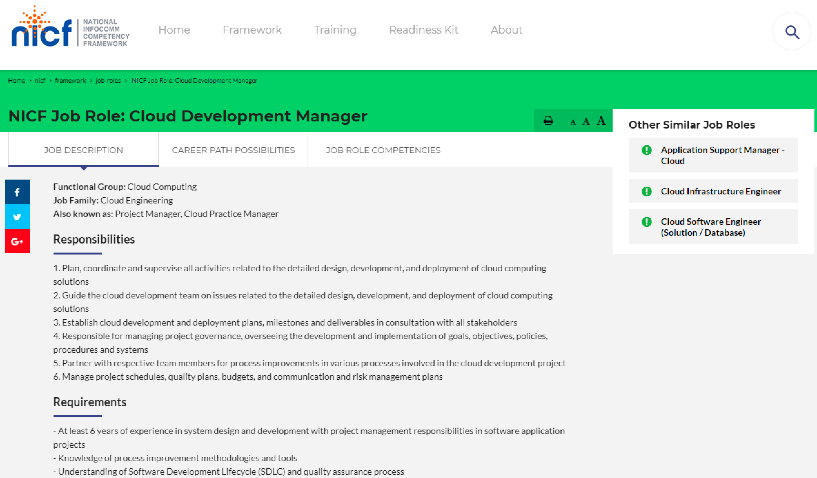 nicf
NATIONAL
INFOCOMM
COMPETENCY
FRAMEWORK
Home
Framework
Training
Readiness Kit
About
Home > nicf > framework > job-roles > NICF Job Role: Cloud Development Manager
NICF Job Role: Cloud Development Manager
A A A
JOB DESCRIPTION
CAREER PATH POSSIBILITIES
JOB ROLE COMPETENCIES
Other Similar Job Roles
Application Support Manager -
Cloud
Cloud Infrastructure Engineer
Cloud Software Engineer
(Solution / Database)
f
G+
Functional Group: Cloud Computing
Job Family: Cloud Engineering
Also known as: Project Manager, Cloud Practice Manager
Responsibilities
1. Plan, coordinate and supervise all activities related to the detailed design, development, and deployment of cloud computing
solutions
2. Guide the cloud development team on issues related to the detailed design, development, and deployment of cloud computing
solutions
3. Establish cloud development and deployment plans, milestones and deliverables in consultation with all stakeholders
4. Responsible for managing project governance, overseeing the development and implementation of goals, objectives, policies,
procedures and systems
5. Partner with respective team members for process improvements in various processes involved in the cloud development project
6. Manage project schedules, quality plans, budgets, and communication and risk management plans
Requirements
- At least 6 years of experience in system design and development with project management responsibilities in software application
projects
- Knowledge of process improvement methodologies and tools
- Understanding of Software Development Lifecycle (SDLC) and quality assurance process